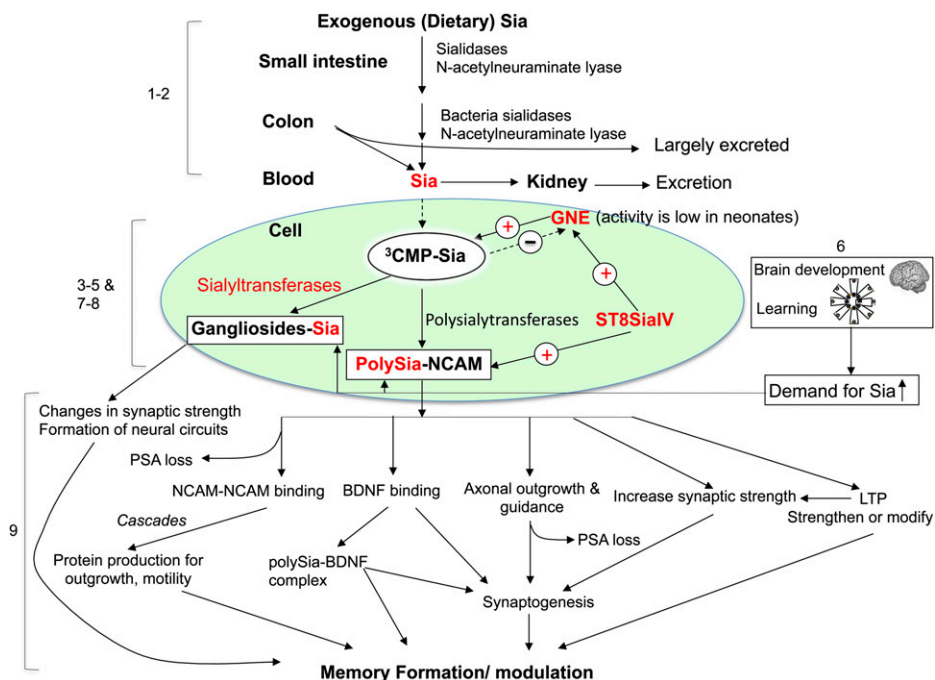 Exogenous (Dietary) Sia
Sialidases
N-acetylneuraminate lyase
Small intestine
1-2
Bacteria sialidases
N-acetylneuraminate lyase
Colon
Largely excreted
Blood
Sia
Kidney
Excretion
GNE (activity is low in neonates)
+
Cell
3CMP-Sia
−
6
Brain development
Learning
3-5 &
7-8
Sialyltransferases
+
Gangliosides-Sia
Polysialytransferases
ST8SialV
PolySia-NCAM
+
Demand for Sia
9
Changes in synaptic strength
Formation of neural circuits
PSA loss
NCAM-NCAM binding
BDNF binding
Axonal outgrowth &
guidance
Increase synaptic strength
LTP
Strengthen or modify
Cascades
PSA loss
Protein production for
outgrowth, motility
polySia-BDNF
complex
Synaptogenesis
Memory Formation/ modulation